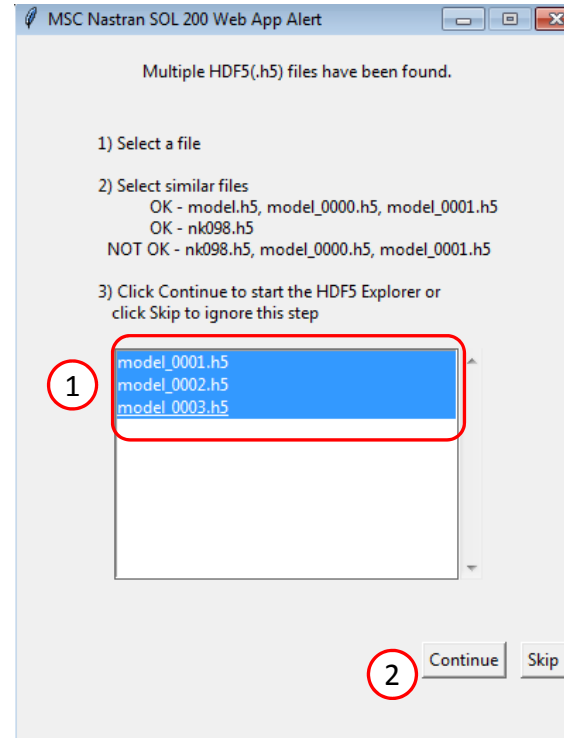 MSC Nastran SOL 200 Web App Alert
Multiple HDF5(.h5) files have been found.
1) Select a file
2) Select similar files
OK - model.h5, model_0000.h5, model_0001.h5
OK - nk098.h5
NOT OK - nk098.h5, model_0000.h5, model_0001.h5
3) Click Continue to start the HDF5 Explorer or
click Skip to ignore this step
model_0001.h5
1
model_0002.h5
model_0003.h5
2
Continue
Skip